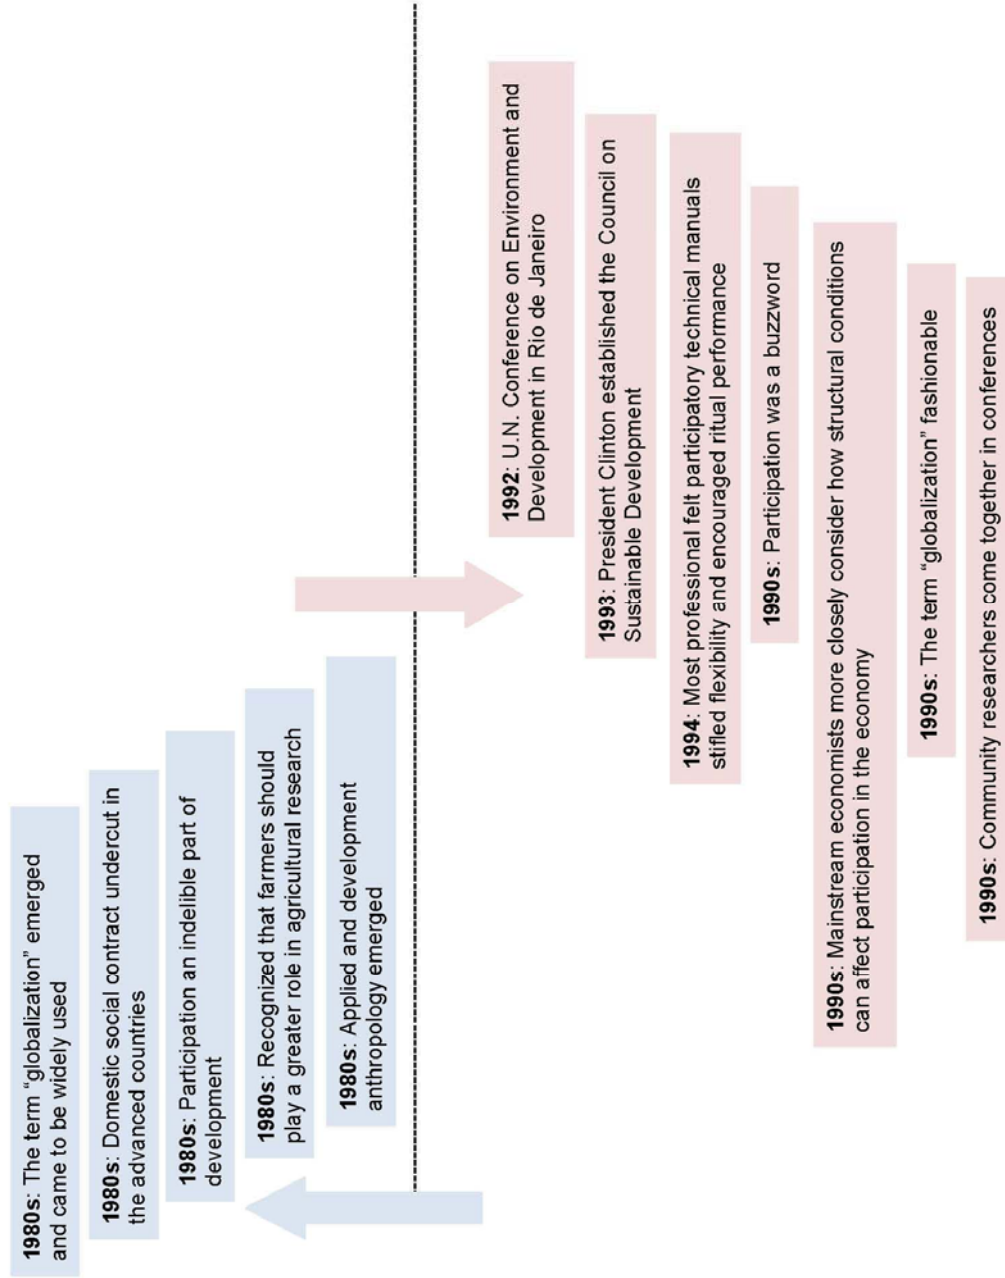 1980s: The term “globalization” emerged
and came to be widely used
1980s: Domestic social contract undercut in
the advanced countries
1980s: Participation an indelible part of
development
1980s: Recognized that farmers should
play a greater role in agricultural research
1980s: Applied and development
anthropology emerged
1992: U.N. Conference on Environment and
Development in Rio de Janeiro
1993: President Clinton established the Council on
Sustainable Development
1994: Most professional felt participatory technical manuals
stifled flexibility and encouraged ritual performance
1990s: Participation was a buzzword
1990s: Mainstream economists more closely consider how structural conditions
can affect participation in the economy
1990s: The term “globalization” fashionable
1990s: Community researchers come together in conferences